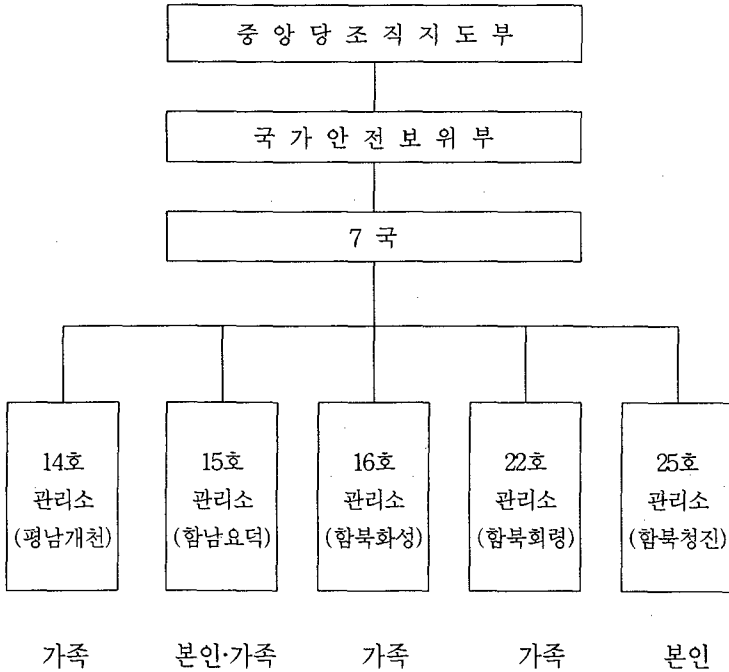 중 앙 당 조 직 지 도 부
국 가 안 전 보 위 부
7 국
14호
관리소
(평남개천)
15호
관리소
(함남요덕)
16호
관리소
(함북화성)
22호
관리소
(함북회령)
25호
관리소
(함북청진)
가족
본인·가족
가족
가족
본인